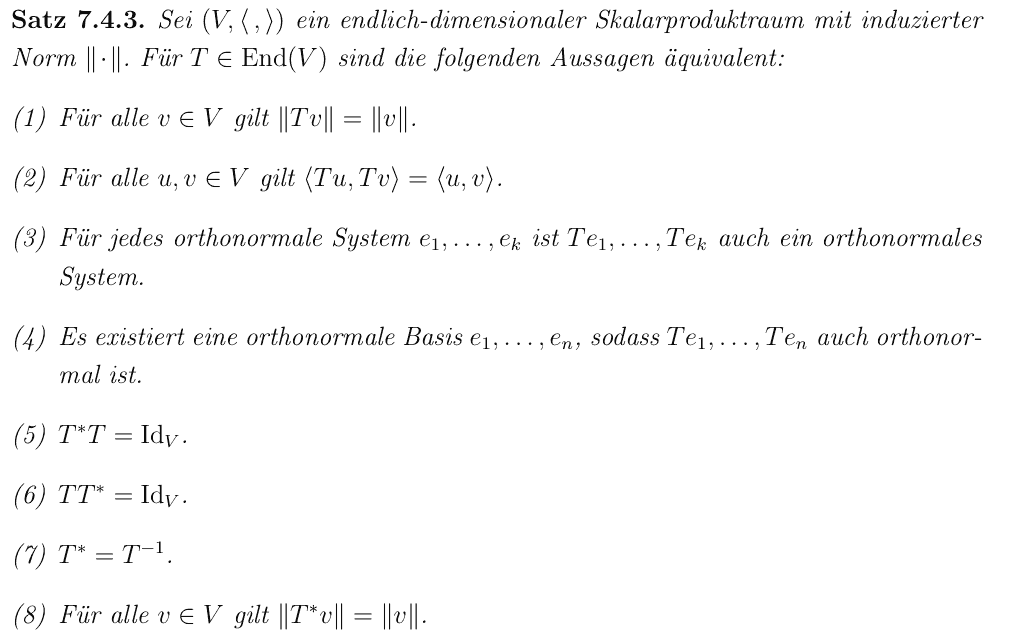 Satz 7.4.3. Sei (V, ⟨ , ⟩) ein endlich-dimensionaler Skalarproduktraum mit induzierter
Norm ‖·‖. Für T ∈ End(V) sind die folgenden Aussagen äquivalent:
(1) Für alle v ∈ V gilt ‖Tv‖ = ‖v‖.
(2) Für alle u, v ∈ V gilt ⟨Tu, Tv⟩ = ⟨u, v⟩.
(3) Für jedes orthonormale System e₁, . . . , eₖ ist Te₁, . . . , Teₖ auch ein orthonormales
System.
(4) Es existiert eine orthonormale Basis e₁, . . . , eₙ, sodass Te₁, . . . , Teₙ auch orthonor-
mal ist.
(5) T*T = Id_V.
(6) TT* = Id_V.
(7) T* = T⁻¹.
(8) Für alle v ∈ V gilt ‖T*v‖ = ‖v‖.